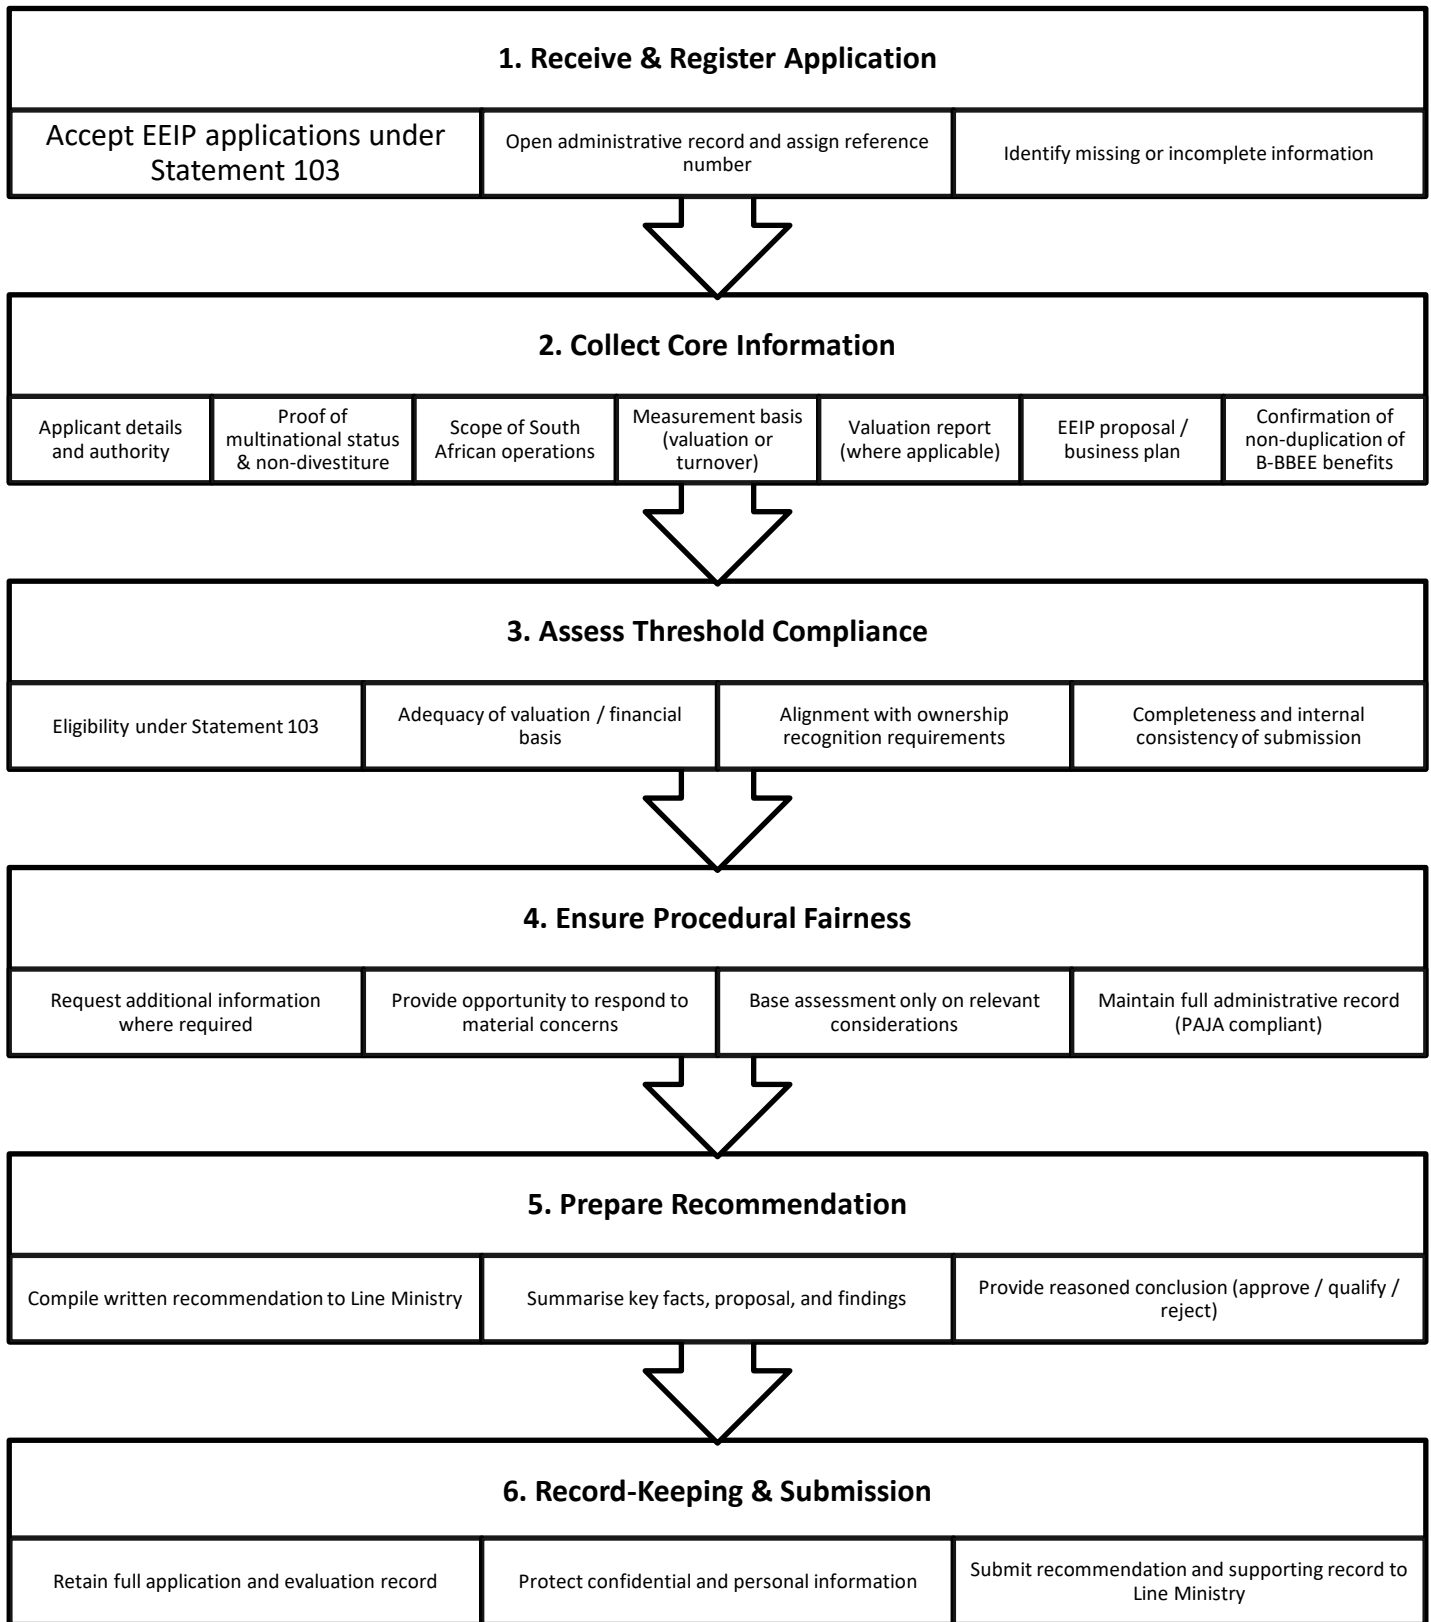 1. Receive & Register Application
Accept EEIP applications under
Statement 103
Open administrative record and assign reference
number
Identify missing or incomplete information
2. Collect Core Information
Applicant details
and authority
Proof of
multinational status
& non-divestiture
Scope of South
African operations
Measurement basis
(valuation or
turnover)
Valuation report
(where applicable)
EEIP proposal /
business plan
Confirmation of
non-duplication of
B-BBEE benefits
3. Assess Threshold Compliance
Eligibility under Statement 103
Adequacy of valuation / financial
basis
Alignment with ownership
recognition requirements
Completeness and internal
consistency of submission
4. Ensure Procedural Fairness
Request additional information
where required
Provide opportunity to respond to
material concerns
Base assessment only on relevant
considerations
Maintain full administrative record
(PAJA compliant)
5. Prepare Recommendation
Compile written recommendation to Line Ministry
Summarise key facts, proposal, and findings
Provide reasoned conclusion (approve / qualify /
reject)
6. Record-Keeping & Submission
Retain full application and evaluation record
Protect confidential and personal information
Submit recommendation and supporting record to
Line Ministry